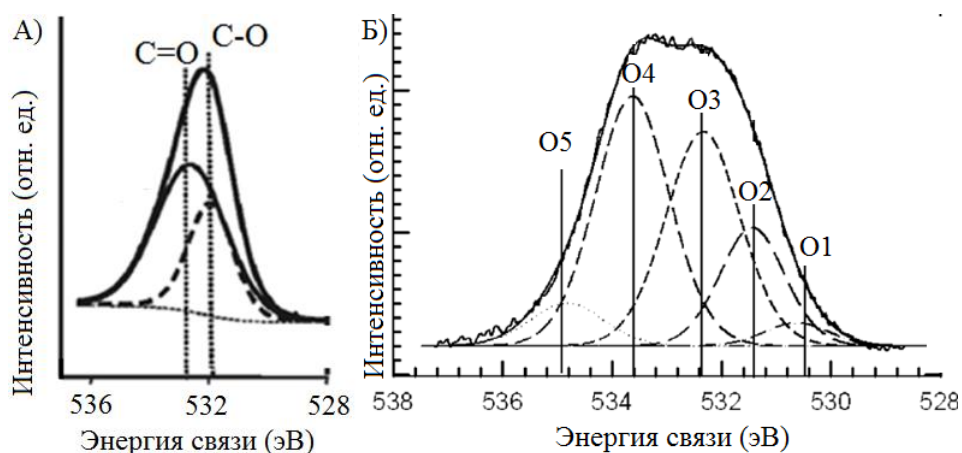 А)
C=O
C-O
Интенсивность (отн. ед.)
536
532
528
Энергия связи (эВ)
Б)
O5
O4
O3
O2
O1
Интенсивность (отн. ед.)
538
536
534
532
530
528
Энергия связи (эВ)